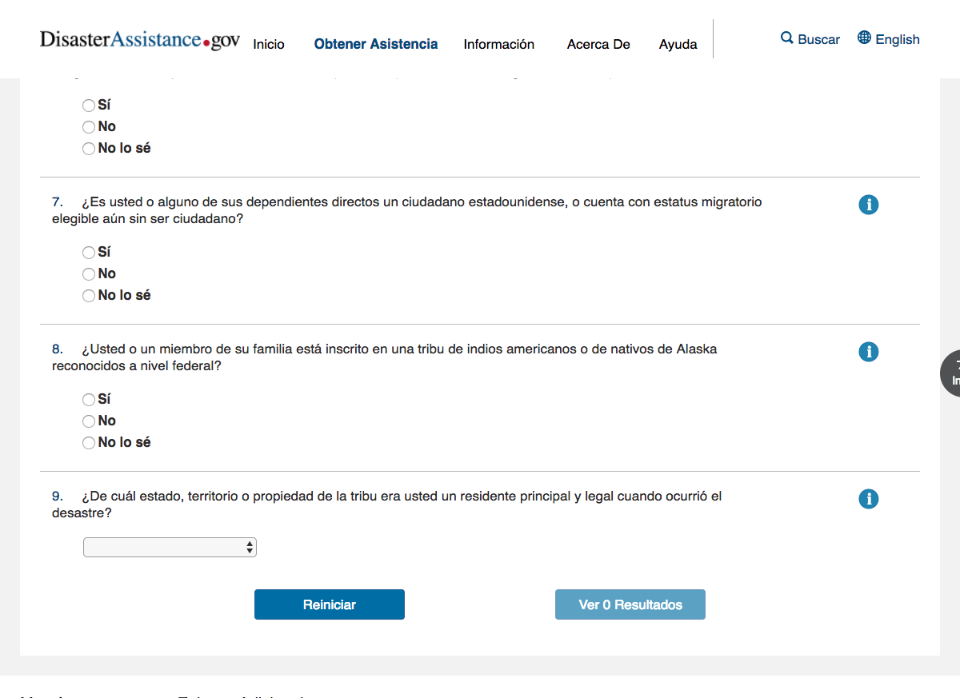 DisasterAssistance.gov Inicio Obtener Asistencia Información Acerca De Ayuda Buscar English
Sí
No
No lo sé
7. ¿Es usted o alguno de sus dependientes directos un ciudadano estadounidense, o cuenta con estatus migratorio
elegible aún sin ser ciudadano?
Sí
No
No lo sé
8. ¿Usted o un miembro de su familia está inscrito en una tribu de indios americanos o de nativos de Alaska
reconocidos a nivel federal?
Sí
No
No lo sé
9. ¿De cuál estado, territorio o propiedad de la tribu era usted un residente principal y legal cuando ocurrió el
desastre?
Reiniciar Ver 0 Resultados